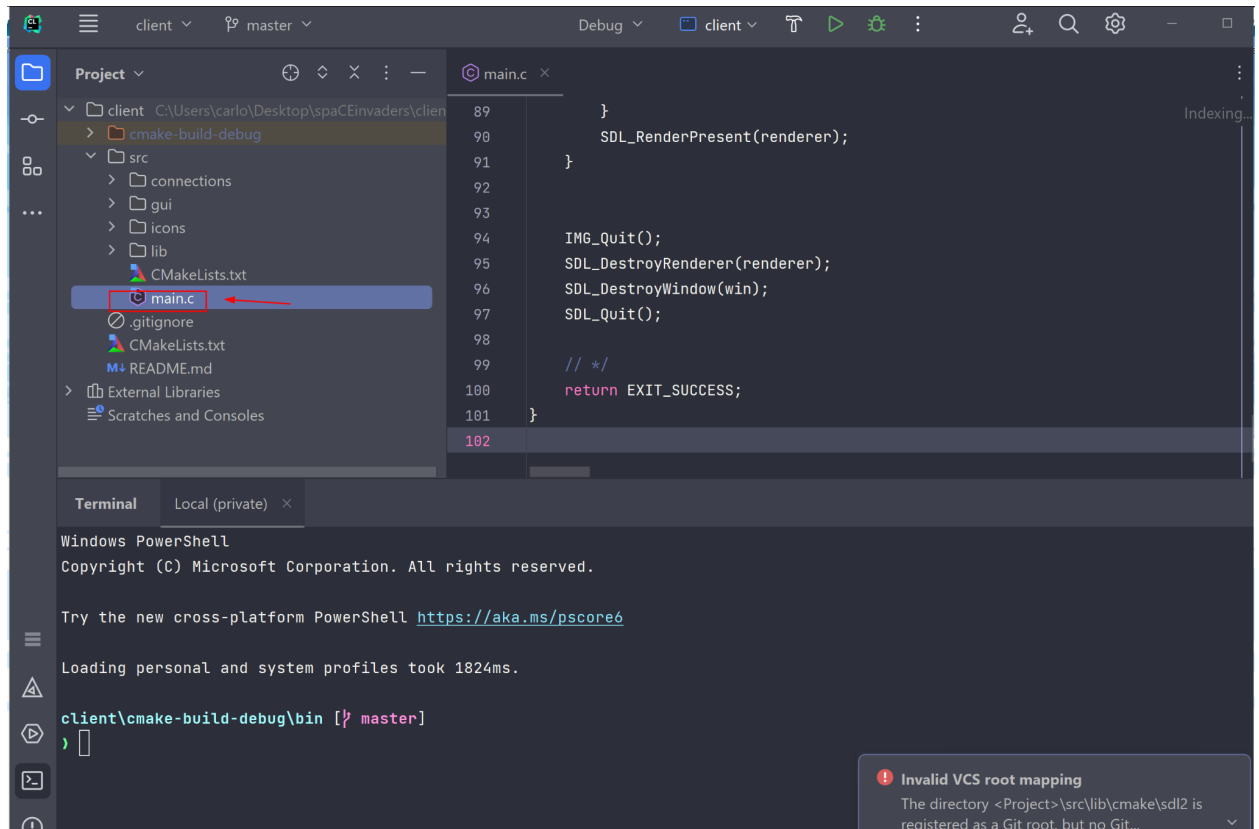 client
master
Debug
client
Project
main.c
client C:\Users\carlo\Desktop\spaCEinvaders\clien
cmake-build-debug
src
connections
gui
icons
lib
CMakeLists.txt
main.c
.gitignore
CMakeLists.txt
README.md
External Libraries
Scratches and Consoles
Indexing...
89 }
90 SDL_RenderPresent(renderer);
91 }
92
93
94 IMG_Quit();
95 SDL_DestroyRenderer(renderer);
96 SDL_DestroyWindow(win);
97 SDL_Quit();
98
99 // */
100 return EXIT_SUCCESS;
101 }
102
Terminal Local (private)
Windows PowerShell
Copyright (C) Microsoft Corporation. All rights reserved.
Try the new cross-platform PowerShell https://aka.ms/pscore6
Loading personal and system profiles took 1824ms.
client\cmake-build-debug\bin [ master]
❯
Invalid VCS root mapping
The directory <Project>\src\lib\cmake\sdl2 is
registered as a Git root, but no Git...